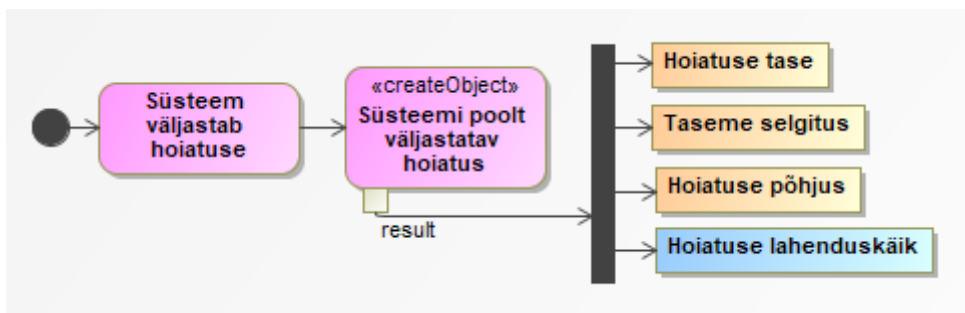 Süsteem
väljastab
hoiatuse
«createObject»
Süsteemi poolt
väljastatav
hoiatus
result
Hoiatuse tase
Taseme selgitus
Hoiatuse põhjus
Hoiatuse lahenduskäik